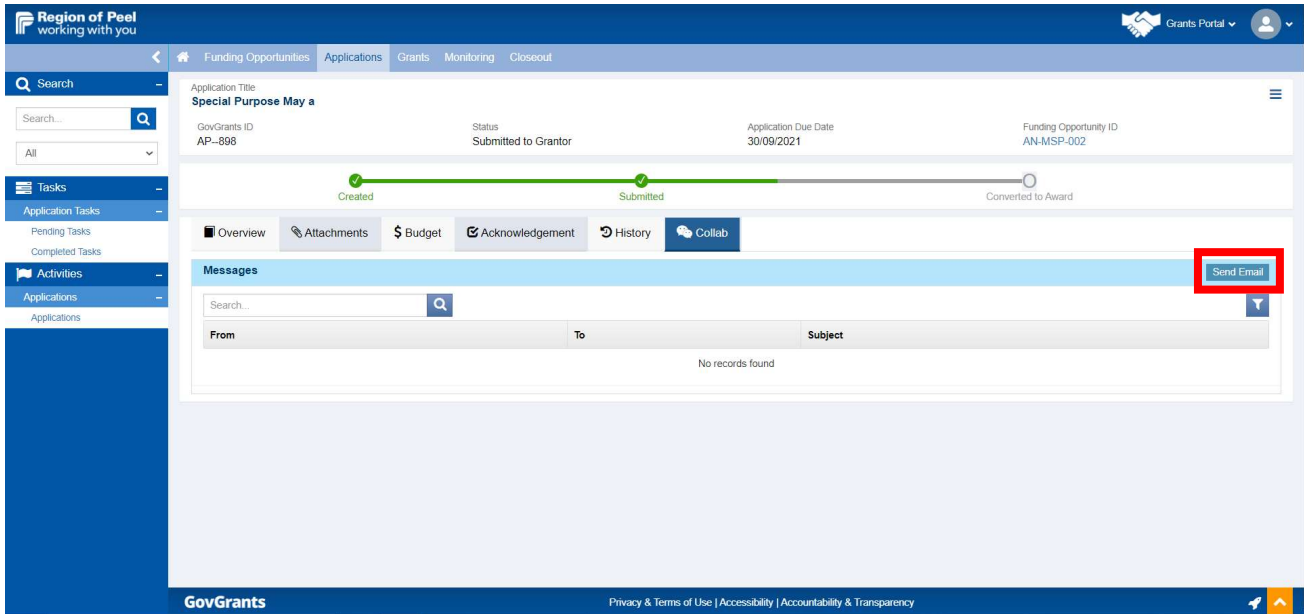 Region of Peel
working with you
Grants Portal
Funding Opportunities Applications Grants Monitoring Closeout
Search
Search...
All
Tasks
Application Tasks
Pending Tasks
Completed Tasks
Activities
Applications
Applications
Application Title
Special Purpose May a
GovGrants ID Status Application Due Date Funding Opportunity ID
AP--898 Submitted to Grantor 30/09/2021 AN-MSP-002
Created Submitted Converted to Award
Overview Attachments $ Budget Acknowledgement History Collab
Messages Send Email
Search...
From To Subject
No records found
GovGrants Privacy & Terms of Use | Accessibility | Accountability & Transparency